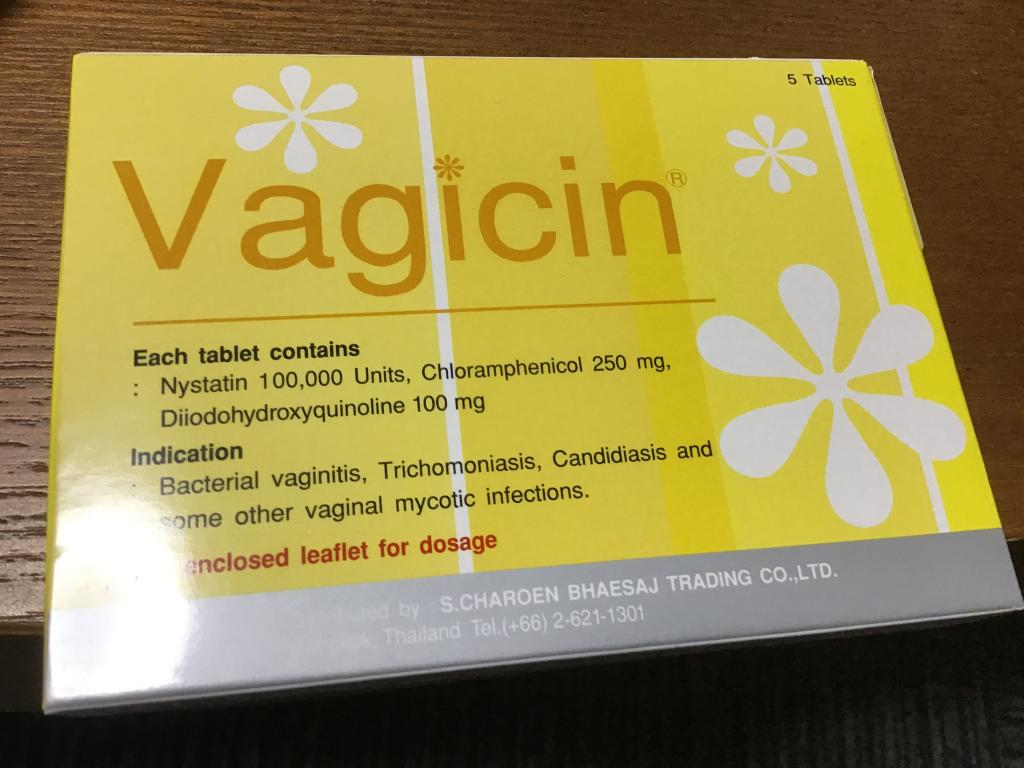 5 Tablets
Vagicin®
Each tablet contains
: Nystatin 100,000 Units, Chloramphenicol 250 mg,
Diiodohydroxyquinoline 100 mg
Indication
: Bacterial vaginitis, Trichomoniasis, Candidiasis and
some other vaginal mycotic infections.
enclosed leaflet for dosage
by : S.CHAROEN BHAESAJ TRADING CO.,LTD.
Thailand Tel.(+66) 2-621-1301